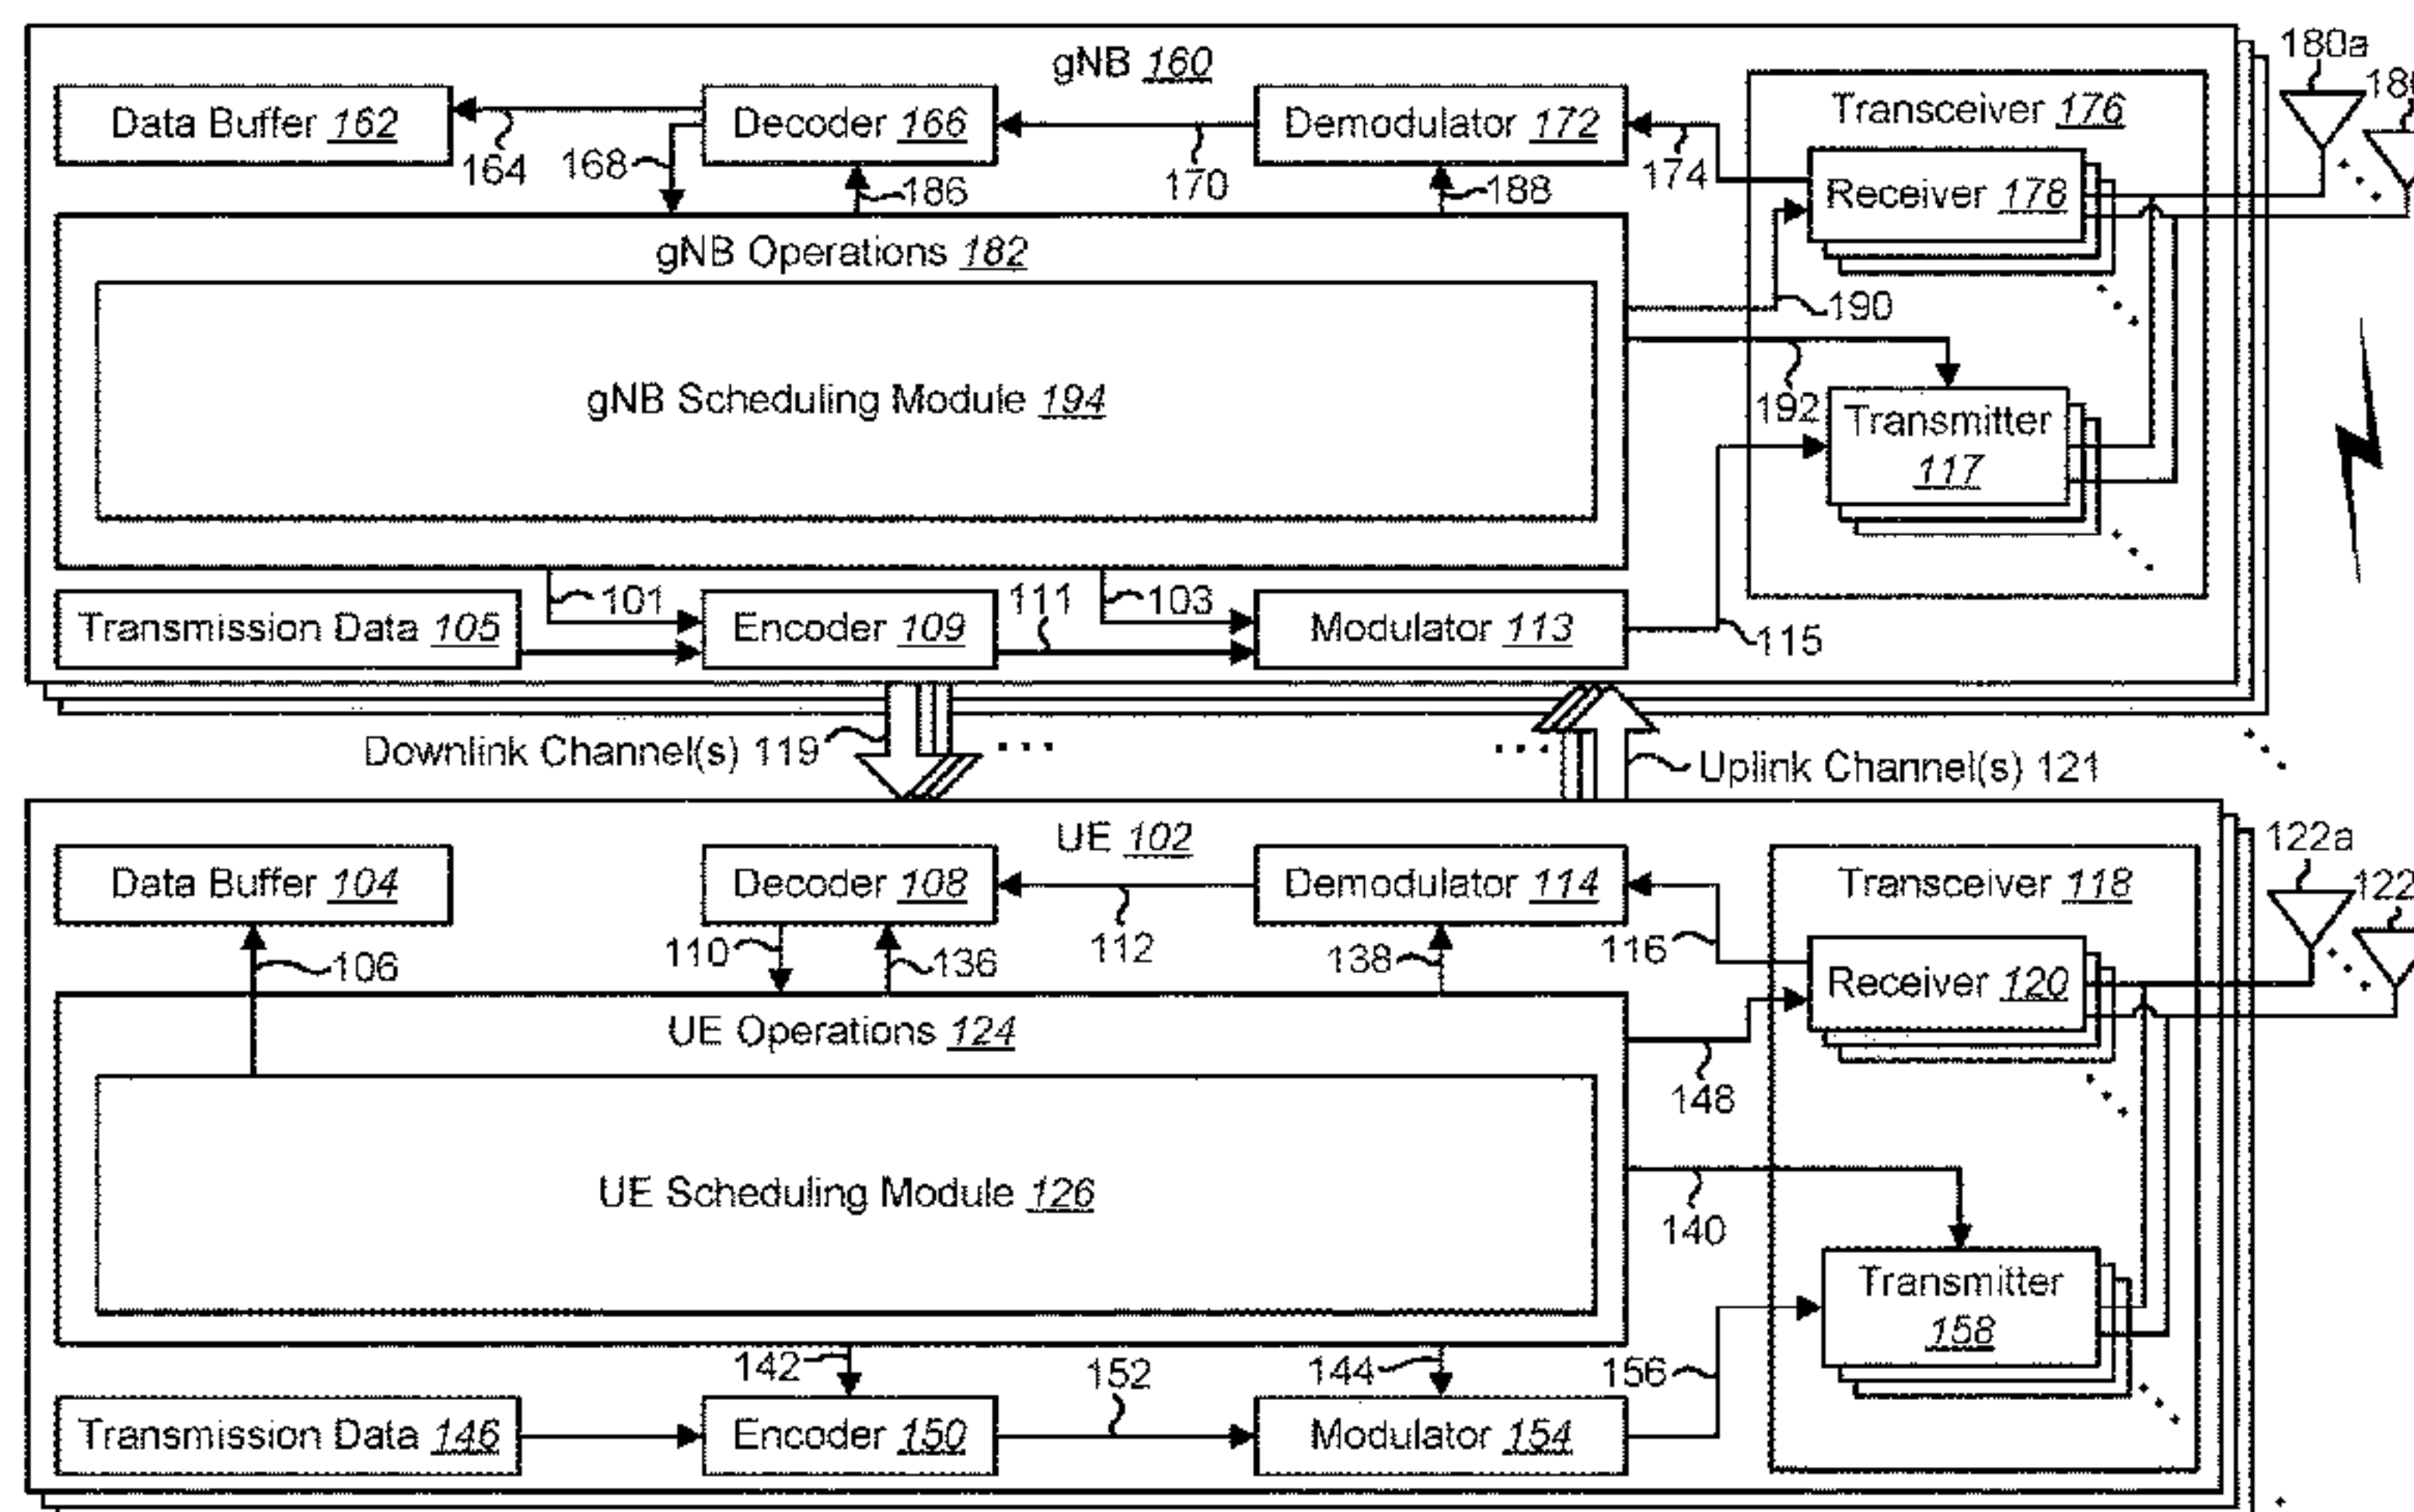 gNB 160
180a
Data Buffer 162
Decoder 166
Demodulator 172
Transceiver 176
164
168
186
170
188
174
Receiver 178
gNB Operations 182
190
gNB Scheduling Module 194
192
Transmitter
117
101
111
103
Transmission Data 105
Encoder 109
Modulator 113
115
Downlink Channel(s) 119
Uplink Channel(s) 121
UE 102
122a
Data Buffer 104
Decoder 108
Demodulator 114
Transceiver 118
122
106
110
136
112
138
116
Receiver 120
UE Operations 124
148
UE Scheduling Module 126
140
Transmitter
158
142
152
144
156
Transmission Data 146
Encoder 150
Modulator 154